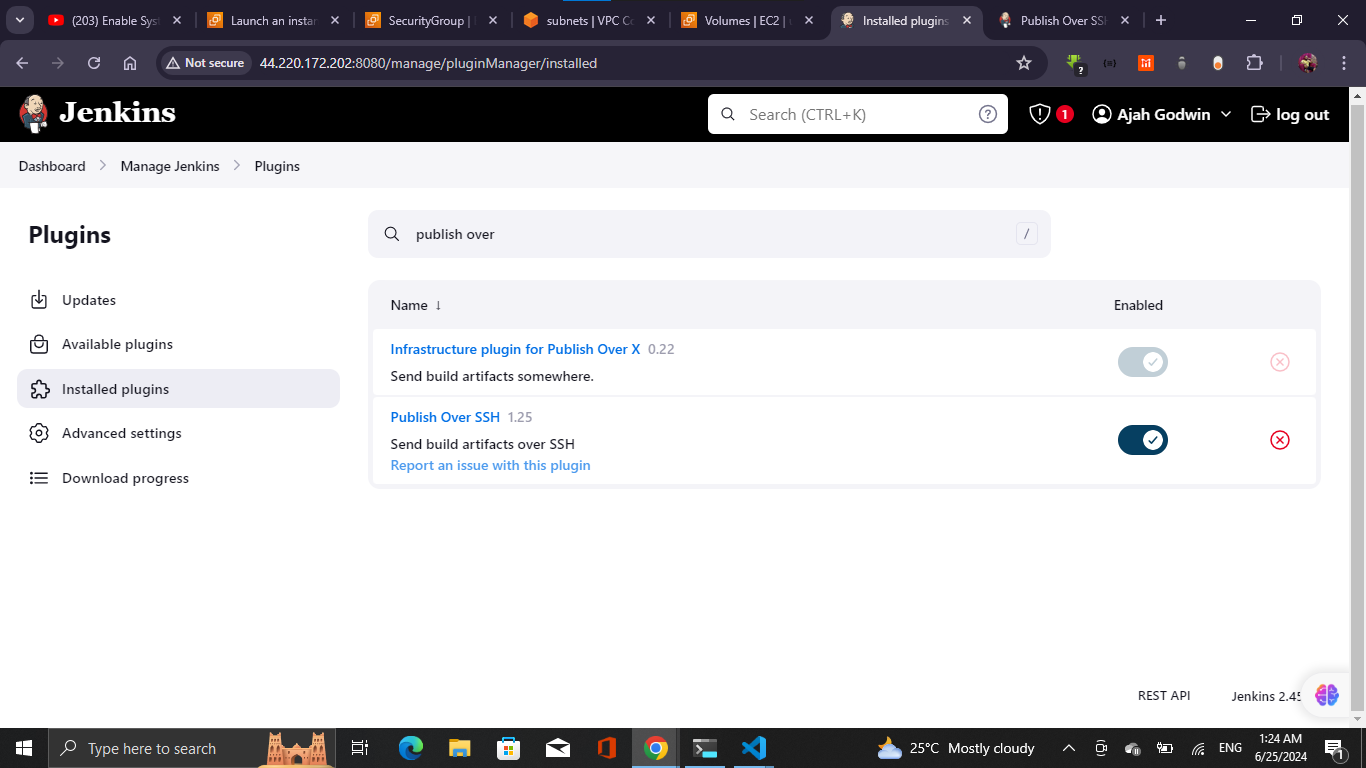 (203) Enable Sys
Launch an instan
SecurityGroup |
subnets | VPC Co
Volumes | EC2 |
Installed plugins
Publish Over SSH
Not secure
44.220.172.202:8080/manage/pluginManager/installed
Jenkins
Search (CTRL+K)
1
Ajah Godwin
log out
Dashboard
Manage Jenkins
Plugins
Plugins
publish over
/
Updates
Available plugins
Installed plugins
Advanced settings
Download progress
Name ↓
Enabled
Infrastructure plugin for Publish Over X 0.22
Send build artifacts somewhere.
Publish Over SSH 1.25
Send build artifacts over SSH
Report an issue with this plugin
REST API
Jenkins 2.45
Type here to search
25°C Mostly cloudy
ENG
1:24 AM
6/25/2024
1